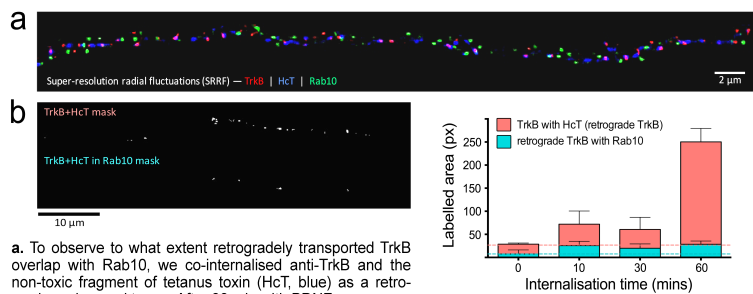 a
Super-resolution radial fluctuations (SRRF) — TrkB | HcT | Rab10
2 µm
b
TrkB+HcT mask
TrkB+HcT in Rab10 mask
10 µm
TrkB with HcT (retrograde TrkB)
retrograde TrkB with Rab10
Labelled area (px)
250
200
150
100
50
0
10
30
60
Internalisation time (mins)
a. To observe to what extent retrogradely transported TrkB
overlap with Rab10, we co-internalised anti-TrkB and the
non-toxic fragment of tetanus toxin (HcT, blue) as a retro-